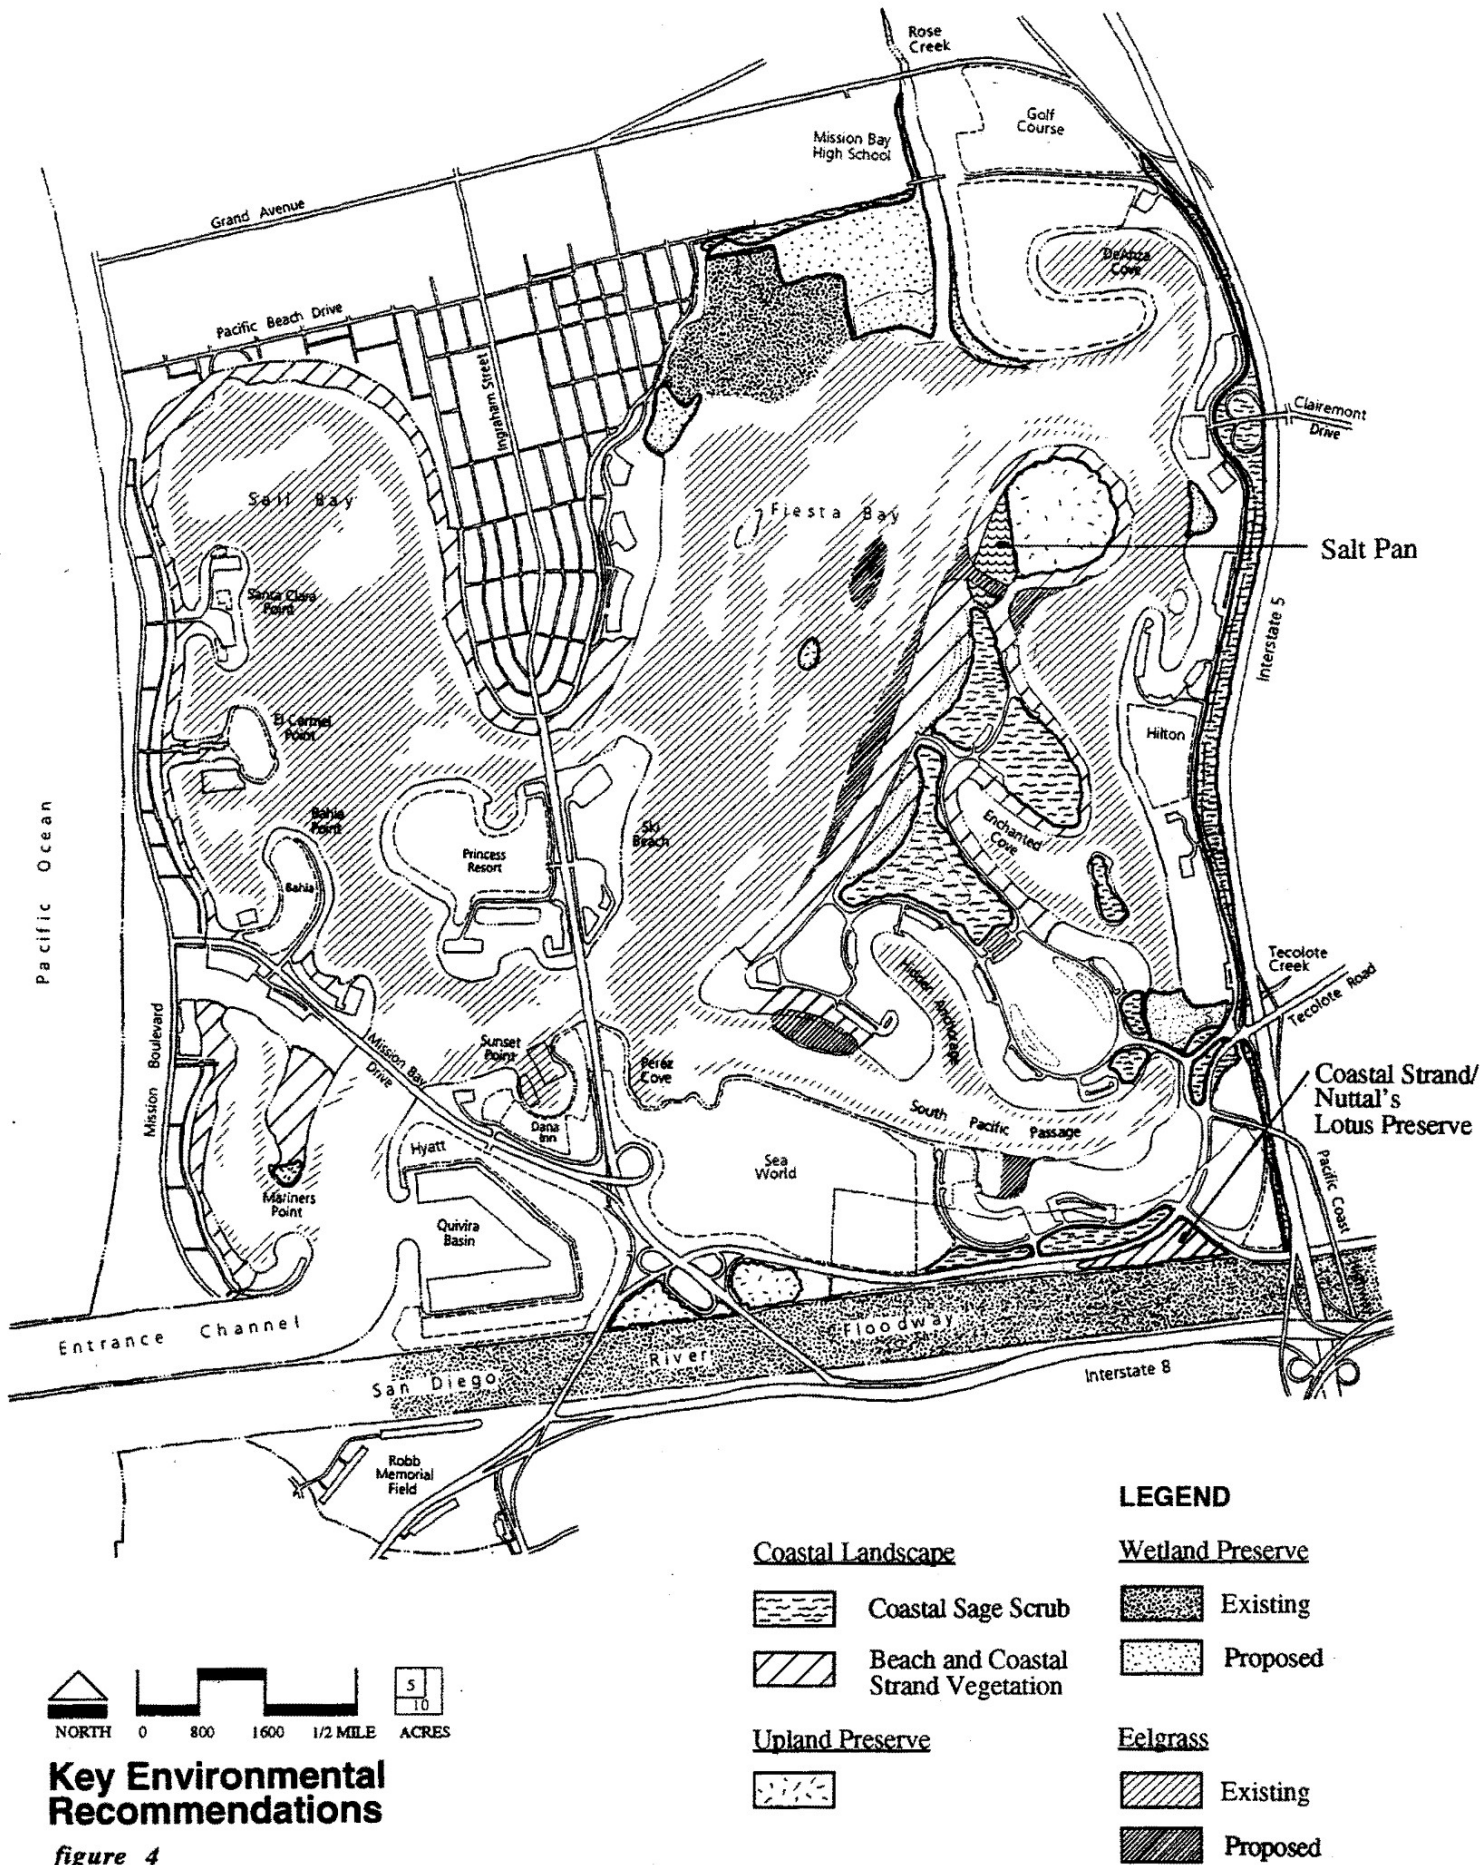 Rose
Creek
Golf
Course
Mission Bay
High School
Grand Avenue
DeAnza
Cove
Pacific Beach Drive
Ingraham Street
Clairemont
Drive
Sail Bay
Fiesta Bay
Salt Pan
Santa Clara
Point
Interstate 5
El Carmel
Point
Hilton
Pacific Ocean
Bahia
Point
Ski
Beach
Enchanted
Cove
Princess
Resort
Bahia
Tecolote
Creek
Tecolote Road
Hidden Anchorage
Mission Boulevard
Mission Bay
Drive
Sunset
Point
Perez
Cove
Coastal Strand/
Nuttal's
Lotus Preserve
South Pacific Passage
Dana
Inn
Hyatt
Sea
World
Pacific Coast
Mariners
Point
Quivira
Basin
Entrance Channel
San Diego River Floodway
Interstate 8
Robb
Memorial
Field
LEGEND
Coastal Landscape
Coastal Sage Scrub
Beach and Coastal
Strand Vegetation
Upland Preserve
Wetland Preserve
Existing
Proposed
Eelgrass
Existing
Proposed
5
10
NORTH 0 800 1600 1/2 MILE ACRES
Key Environmental
Recommendations
figure 4